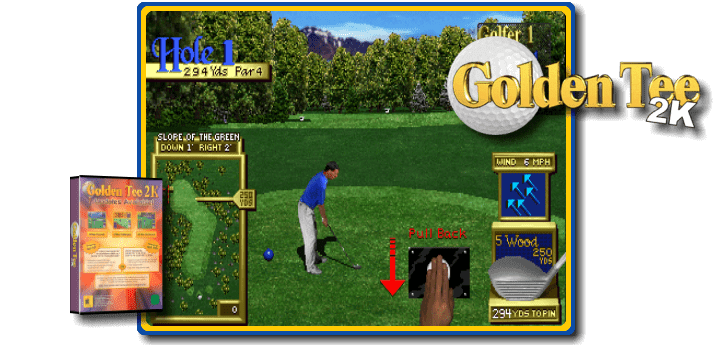 Hole 1
294 Yds Par 4
Golfer 1
Golden Tee
2K
SLOPE OF THE GREEN
DOWN 1' RIGHT 2'
250
YDS
0
WIND 6 MPH
Pull Back
5 Wood
250
YDS
294 YDS TO PIN
Golden Tee 2K
Golden Tee